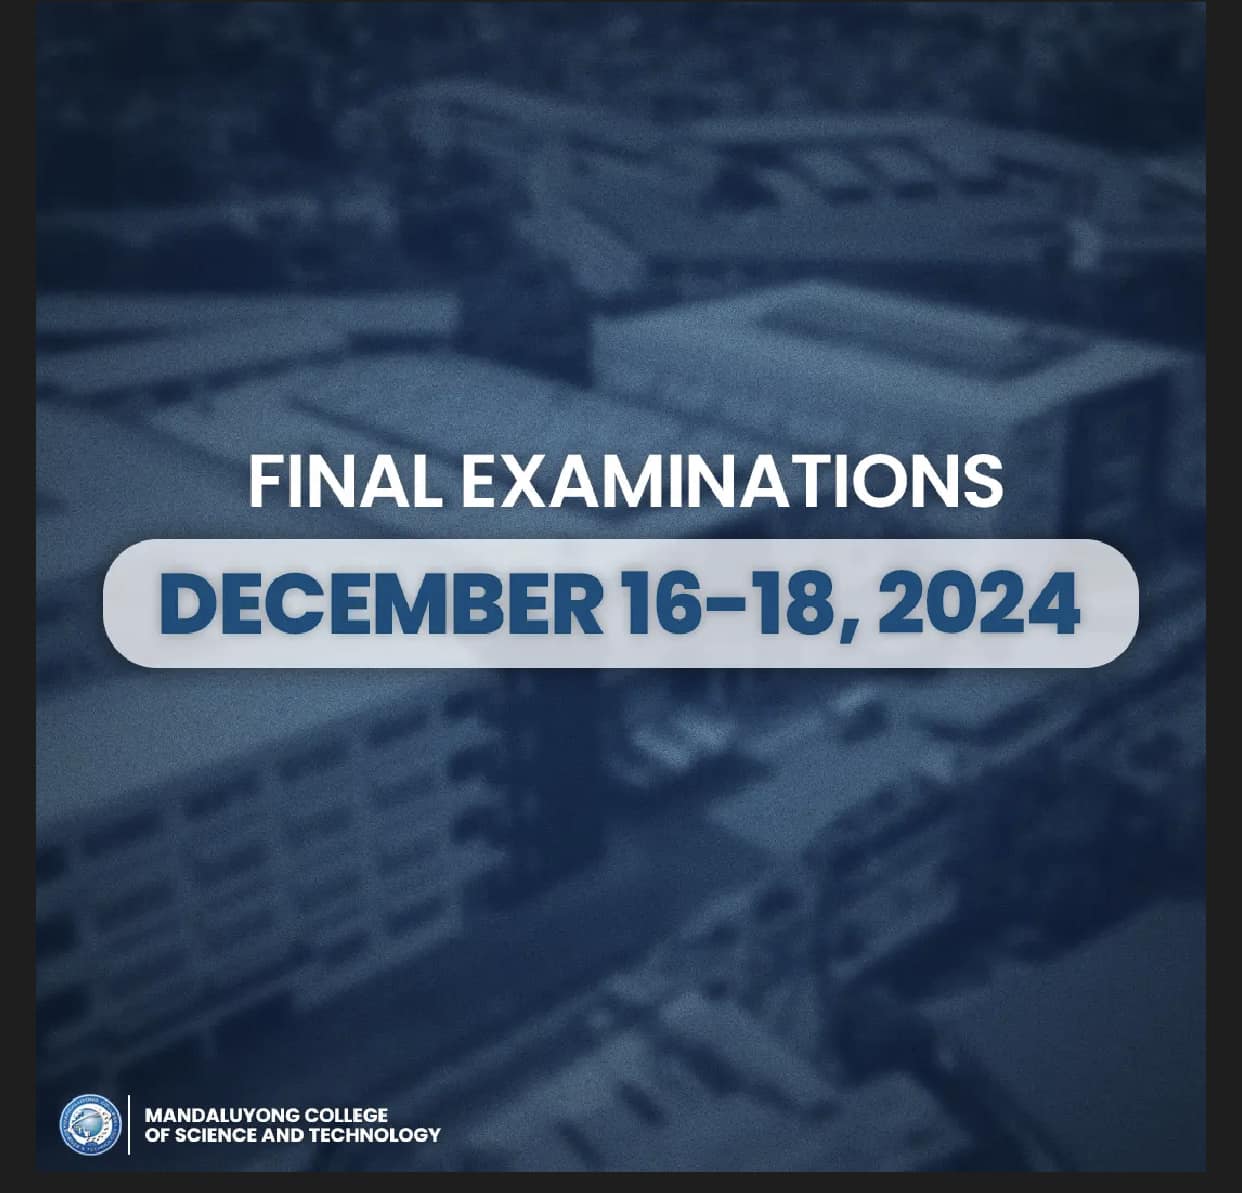 FINAL EXAMINATIONS
DECEMBER 16-18, 2024
MANDALUYONG COLLEGE
OF SCIENCE AND TECHNOLOGY